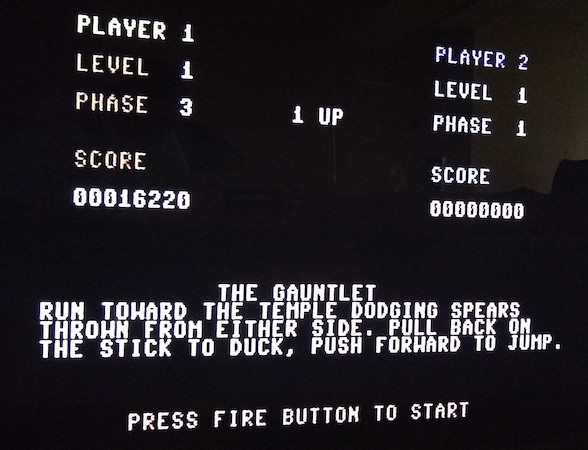 PLAYER 1
LEVEL 1
PHASE 3
SCORE
00016220
1 UP
PLAYER 2
LEVEL 1
PHASE 1
SCORE
00000000
THE GAUNTLET
RUN TOWARD THE TEMPLE DODGING SPEARS
THROWN FROM EITHER SIDE. PULL BACK ON
THE STICK TO DUCK, PUSH FORWARD TO JUMP.
PRESS FIRE BUTTON TO START